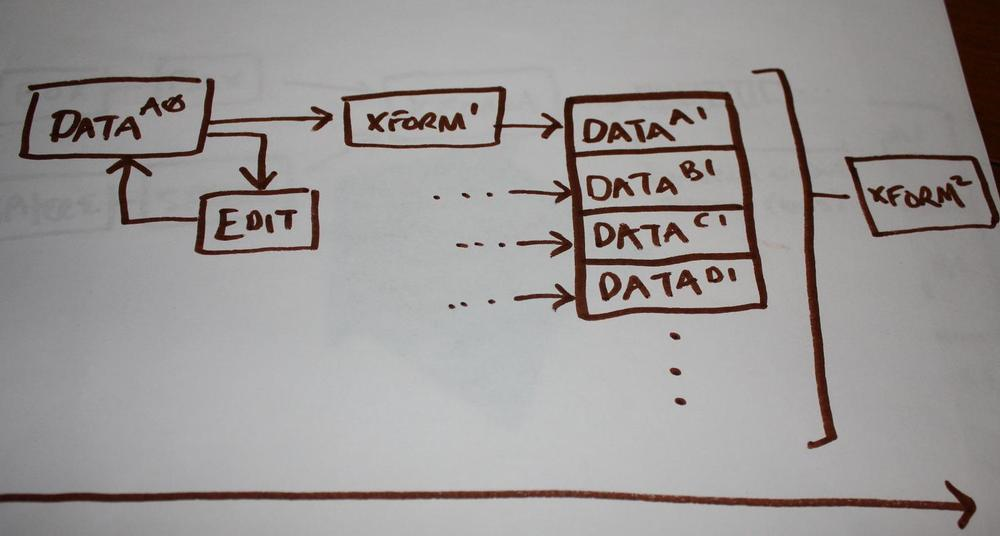 DATA A0
XFORM 1
EDIT
DATA A1
DATA B1
DATA C1
DATA D1
XFORM 2